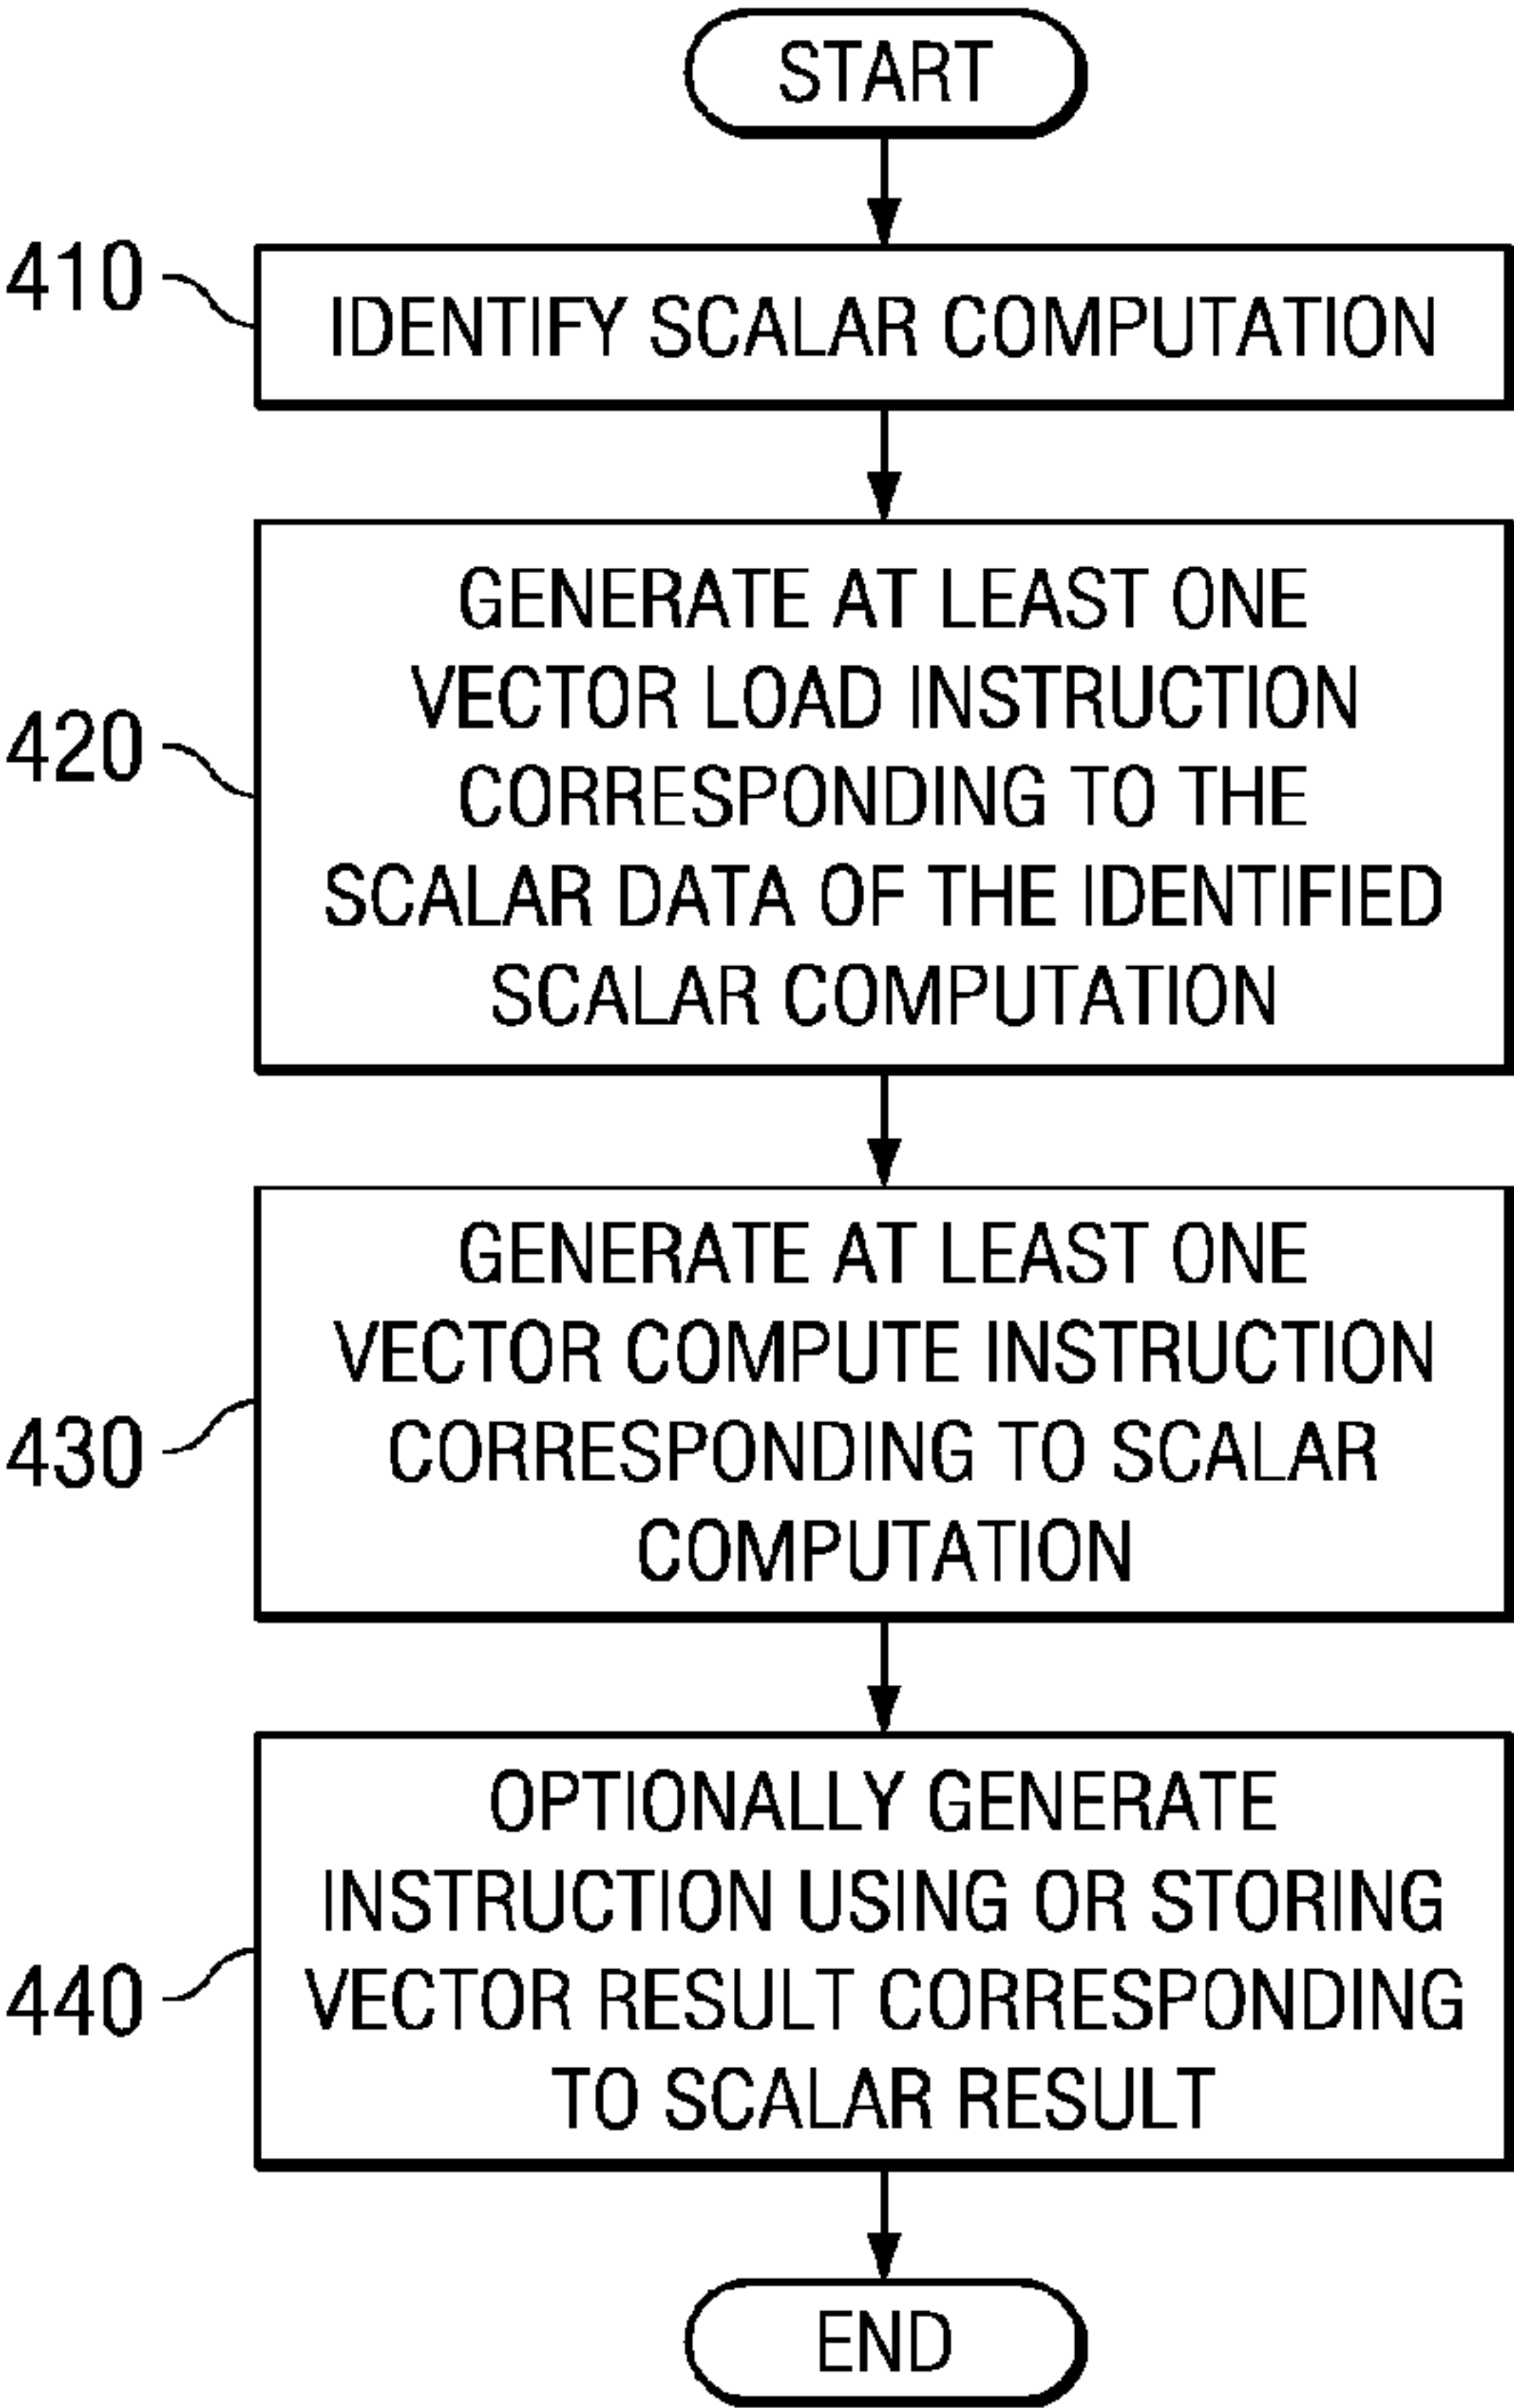 START
410
IDENTIFY SCALAR COMPUTATION
420
GENERATE AT LEAST ONE
VECTOR LOAD INSTRUCTION
CORRESPONDING TO THE
SCALAR DATA OF THE IDENTIFIED
SCALAR COMPUTATION
430
GENERATE AT LEAST ONE
VECTOR COMPUTE INSTRUCTION
CORRESPONDING TO SCALAR
COMPUTATION
440
OPTIONALLY GENERATE
INSTRUCTION USING OR STORING
VECTOR RESULT CORRESPONDING
TO SCALAR RESULT
END